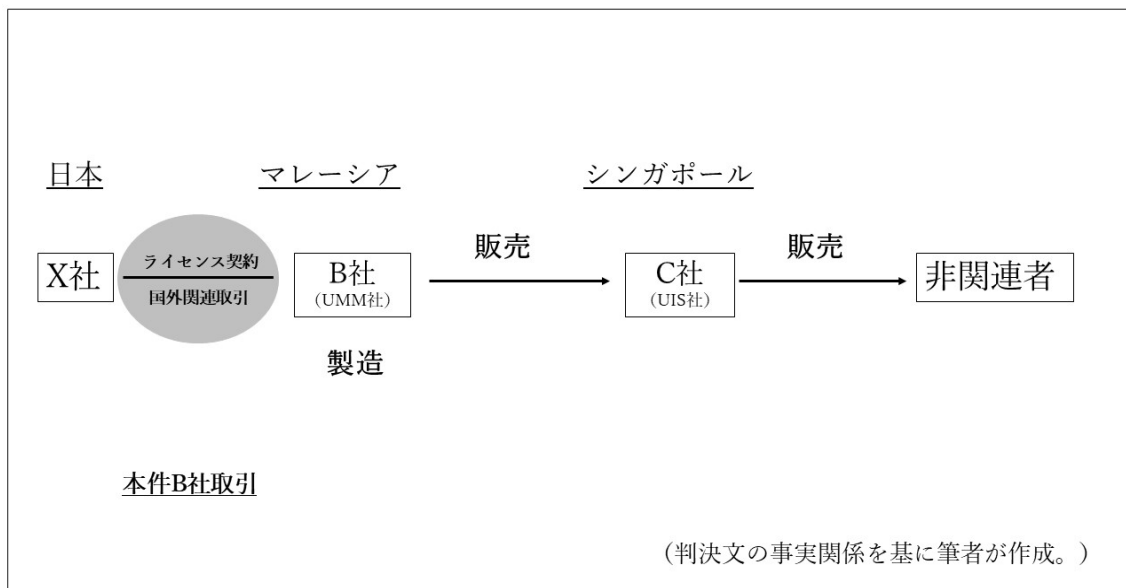 日本
マレーシア
シンガポール
X社
ライセンス契約
国外関連取引
B社
(UMM社)
製造
販売
C社
(UIS社)
販売
非関連者
本件B社取引
(判決文の事実関係を基に筆者が作成。)